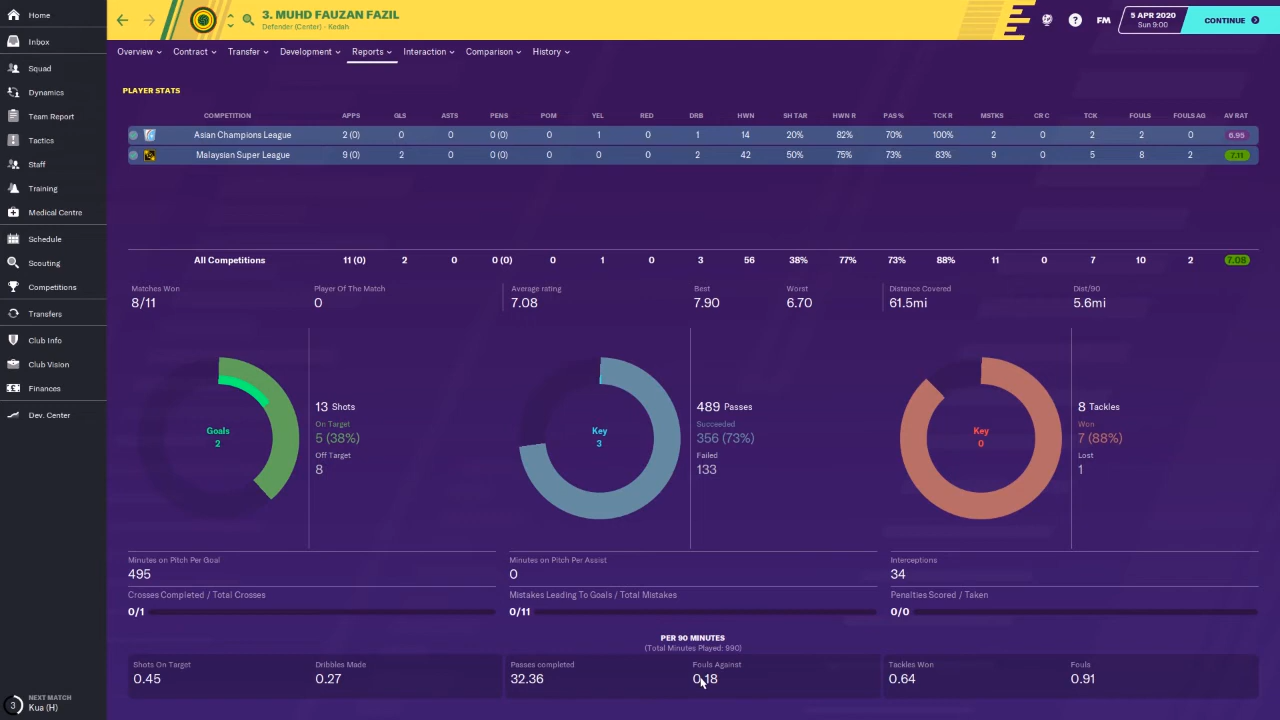 Home
Inbox
Squad
Dynamics
Team Report
Tactics
Staff
Training
Medical Centre
Schedule
Scouting
Competitions
Transfers
Club Info
Club Vision
Finances
Dev. Center
3 NEXT MATCH
Kua (H)
3. MUHD FAUZAN FAZIL
Defender (Center) - Kedah
? FM 5 APR 2020
Sun 9:00
CONTINUE
Overview Contract Transfer Development Reports Interaction Comparison History
PLAYER STATS
COMPETITION APPS GLS ASTS PENS POM YEL RED DRB HWN SH TAR HWN R PAS % TCK R MSTKS CR C TCK FOULS FOULS AG AV RAT
Asian Champions League 2 (0) 0 0 0 (0) 0 1 0 1 14 20% 82% 70% 100% 2 0 2 2 0 6.95
Malaysian Super League 9 (0) 2 0 0 (0) 0 0 0 2 42 50% 75% 73% 83% 9 0 5 8 2 7.11
All Competitions 11 (0) 2 0 0 (0) 0 1 0 3 56 38% 77% 73% 88% 11 0 7 10 2 7.08
Matches Won Player Of The Match Average rating Best Worst Distance Covered Dist/90
8/11 0 7.08 7.90 6.70 61.5mi 5.6mi
Goals
2
13 Shots
On Target
5 (38%)
Off Target
8
Key
3
489 Passes
Succeeded
356 (73%)
Failed
133
Key
0
8 Tackles
Won
7 (88%)
Lost
1
Minutes on Pitch Per Goal Minutes on Pitch Per Assist Interceptions
495 0 34
Crosses Completed / Total Crosses Mistakes Leading To Goals / Total Mistakes Penalties Scored / Taken
0/1 0/11 0/0
PER 90 MINUTES
(Total Minutes Played: 990)
Shots On Target Dribbles Made Passes completed Fouls Against Tackles Won Fouls
0.45 0.27 32.36 0.18 0.64 0.91